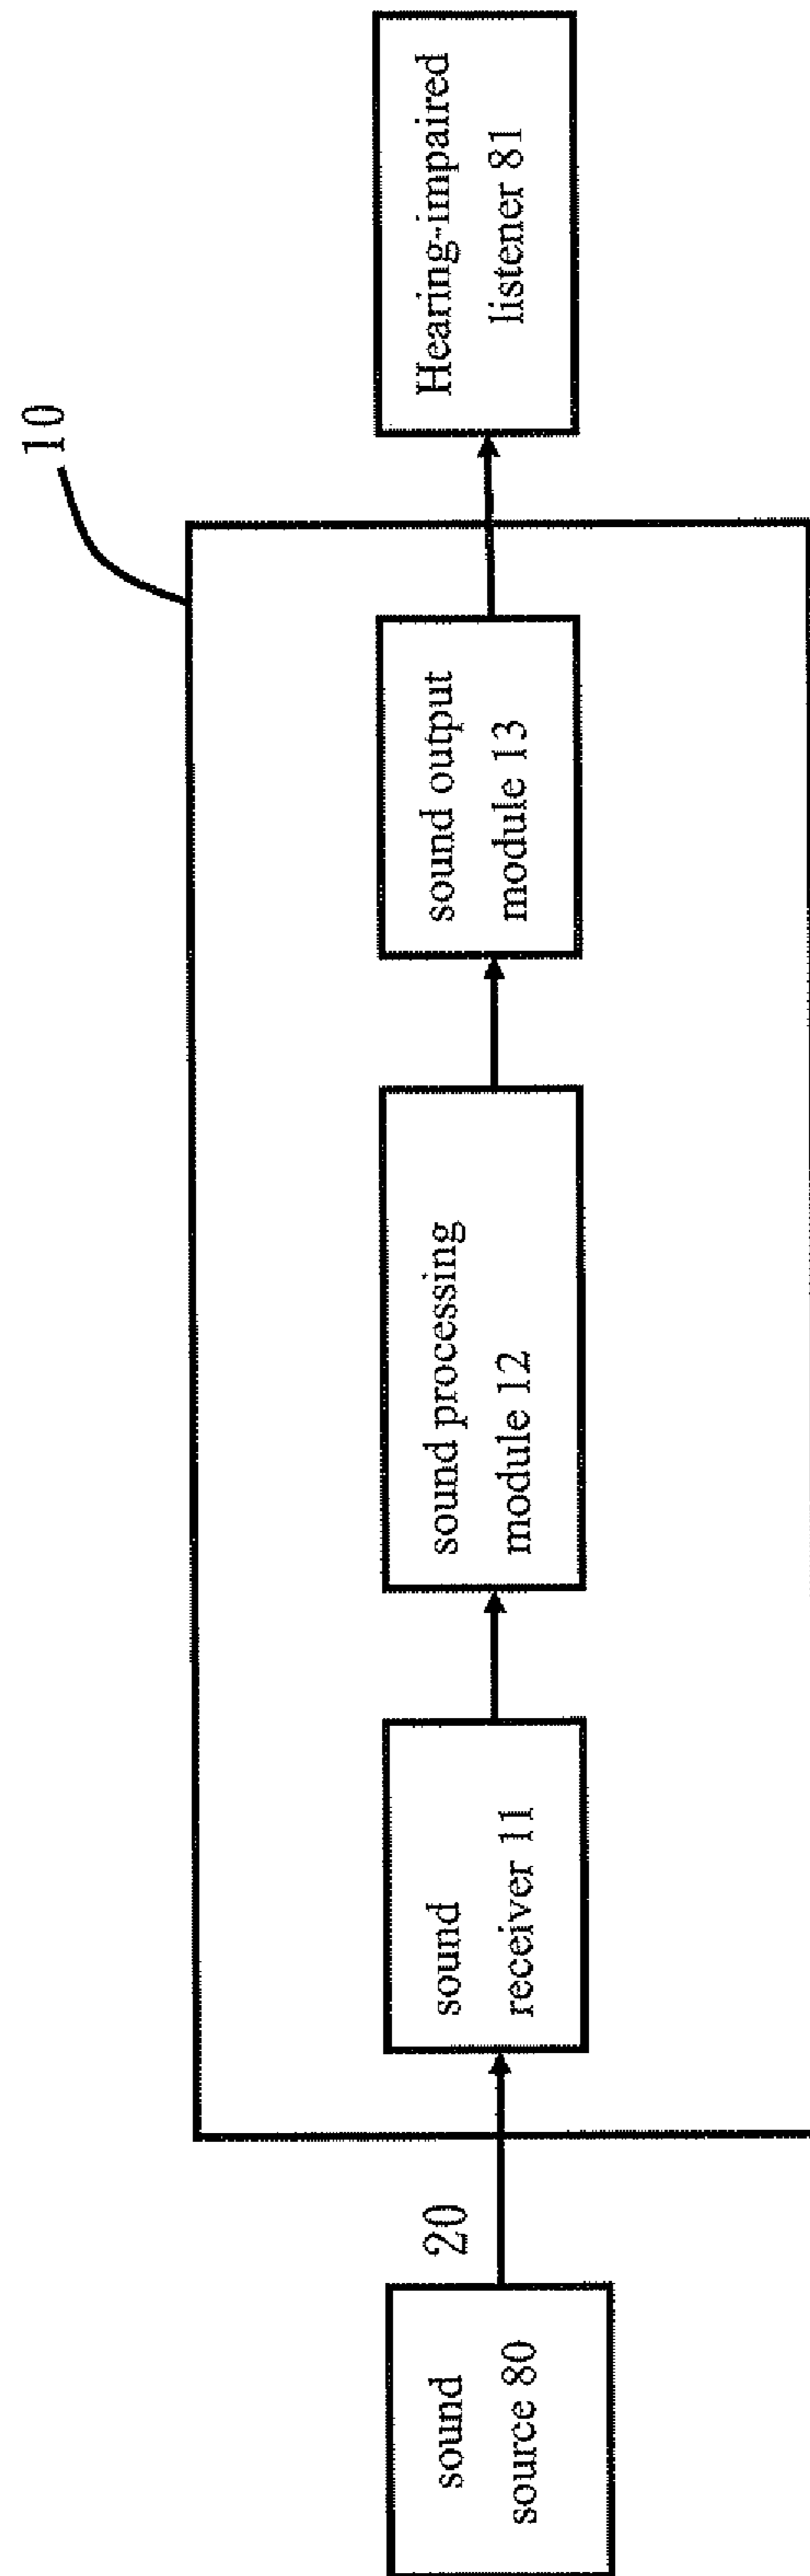 10
sound
source 80
20
sound
receiver 11
sound processing
module 12
sound output
module 13
Hearing-impaired
listener 81